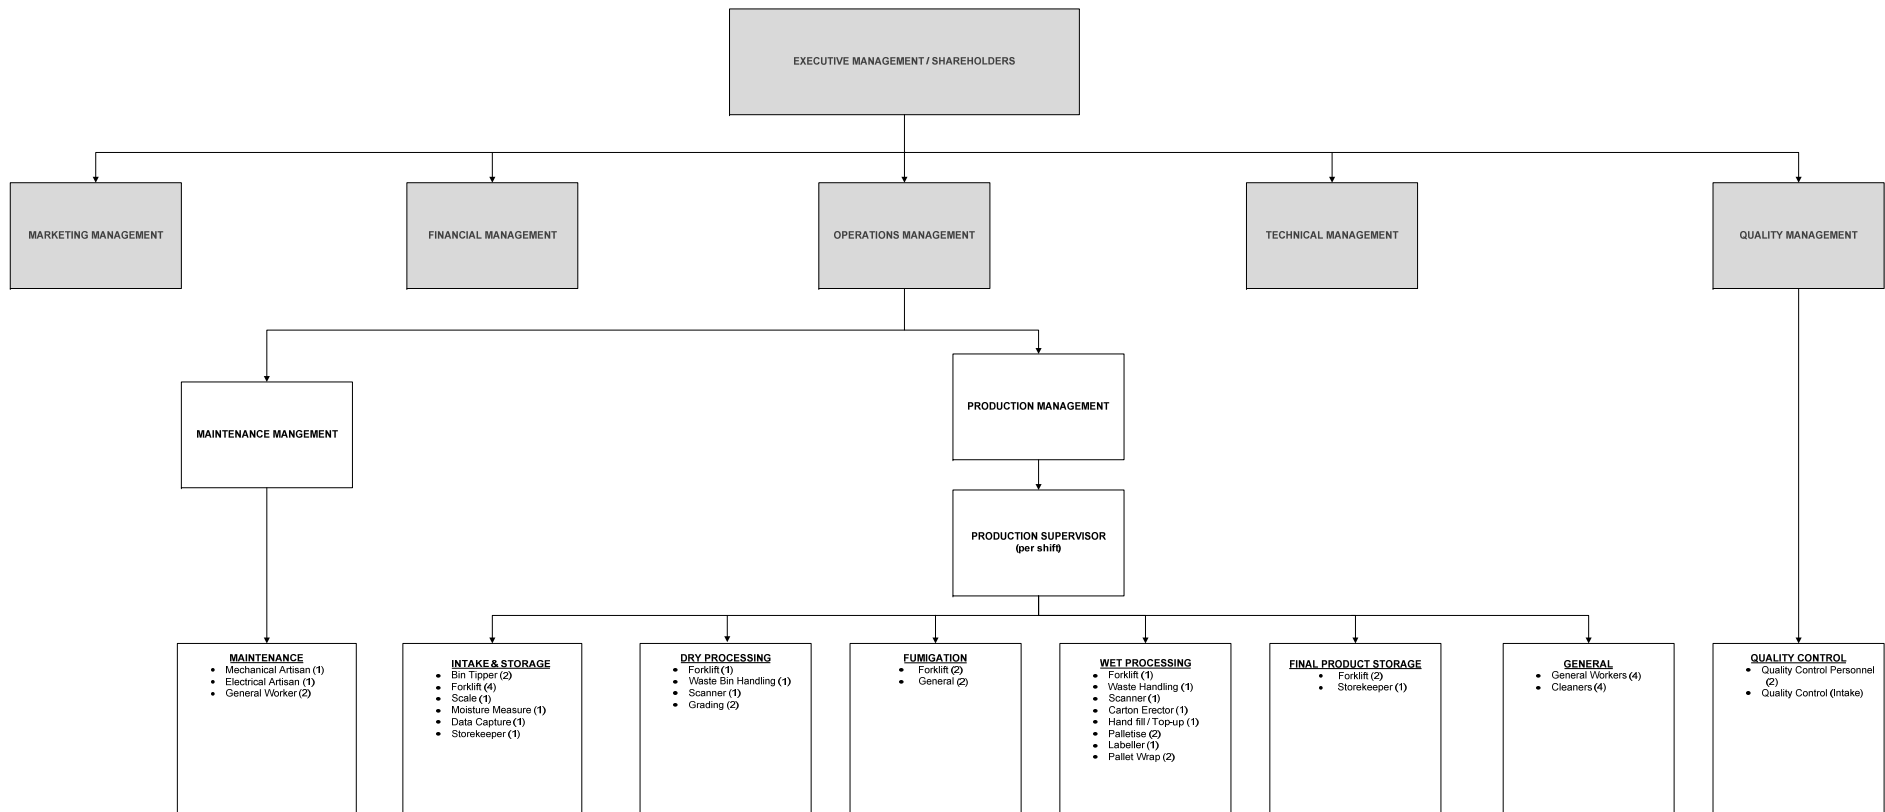 EXECUTIVE MANAGEMENT / SHAREHOLDERS
MARKETING MANAGEMENT
FINANCIAL MANAGEMENT
OPERATIONS MANAGEMENT
TECHNICAL MANAGEMENT
QUALITY MANAGEMENT
MAINTENANCE MANGEMENT
PRODUCTION MANAGEMENT
PRODUCTION SUPERVISOR
(per shift)
MAINTENANCE
• Mechanical Artisan (1)
• Electrical Artisan (1)
• General Worker (2)
INTAKE & STORAGE
• Bin Tipper (2)
• Forklift (4)
• Scale (1)
• Moisture Measure (1)
• Data Capture (1)
• Storekeeper (1)
DRY PROCESSING
• Forklift (1)
• Waste Bin Handling (1)
• Scanner (1)
• Grading (2)
FUMIGATION
• Forklift (2)
• General (2)
WET PROCESSING
• Forklift (1)
• Waste Handling (1)
• Scanner (1)
• Carton Erector (1)
• Hand fill / Top-up (1)
• Palletise (2)
• Labeller (1)
• Pallet Wrap (2)
FINAL PRODUCT STORAGE
• Forklift (2)
• Storekeeper (1)
GENERAL
• General Workers (4)
• Cleaners (4)
QUALITY CONTROL
• Quality Control Personnel
(2)
• Quality Control (Intake)